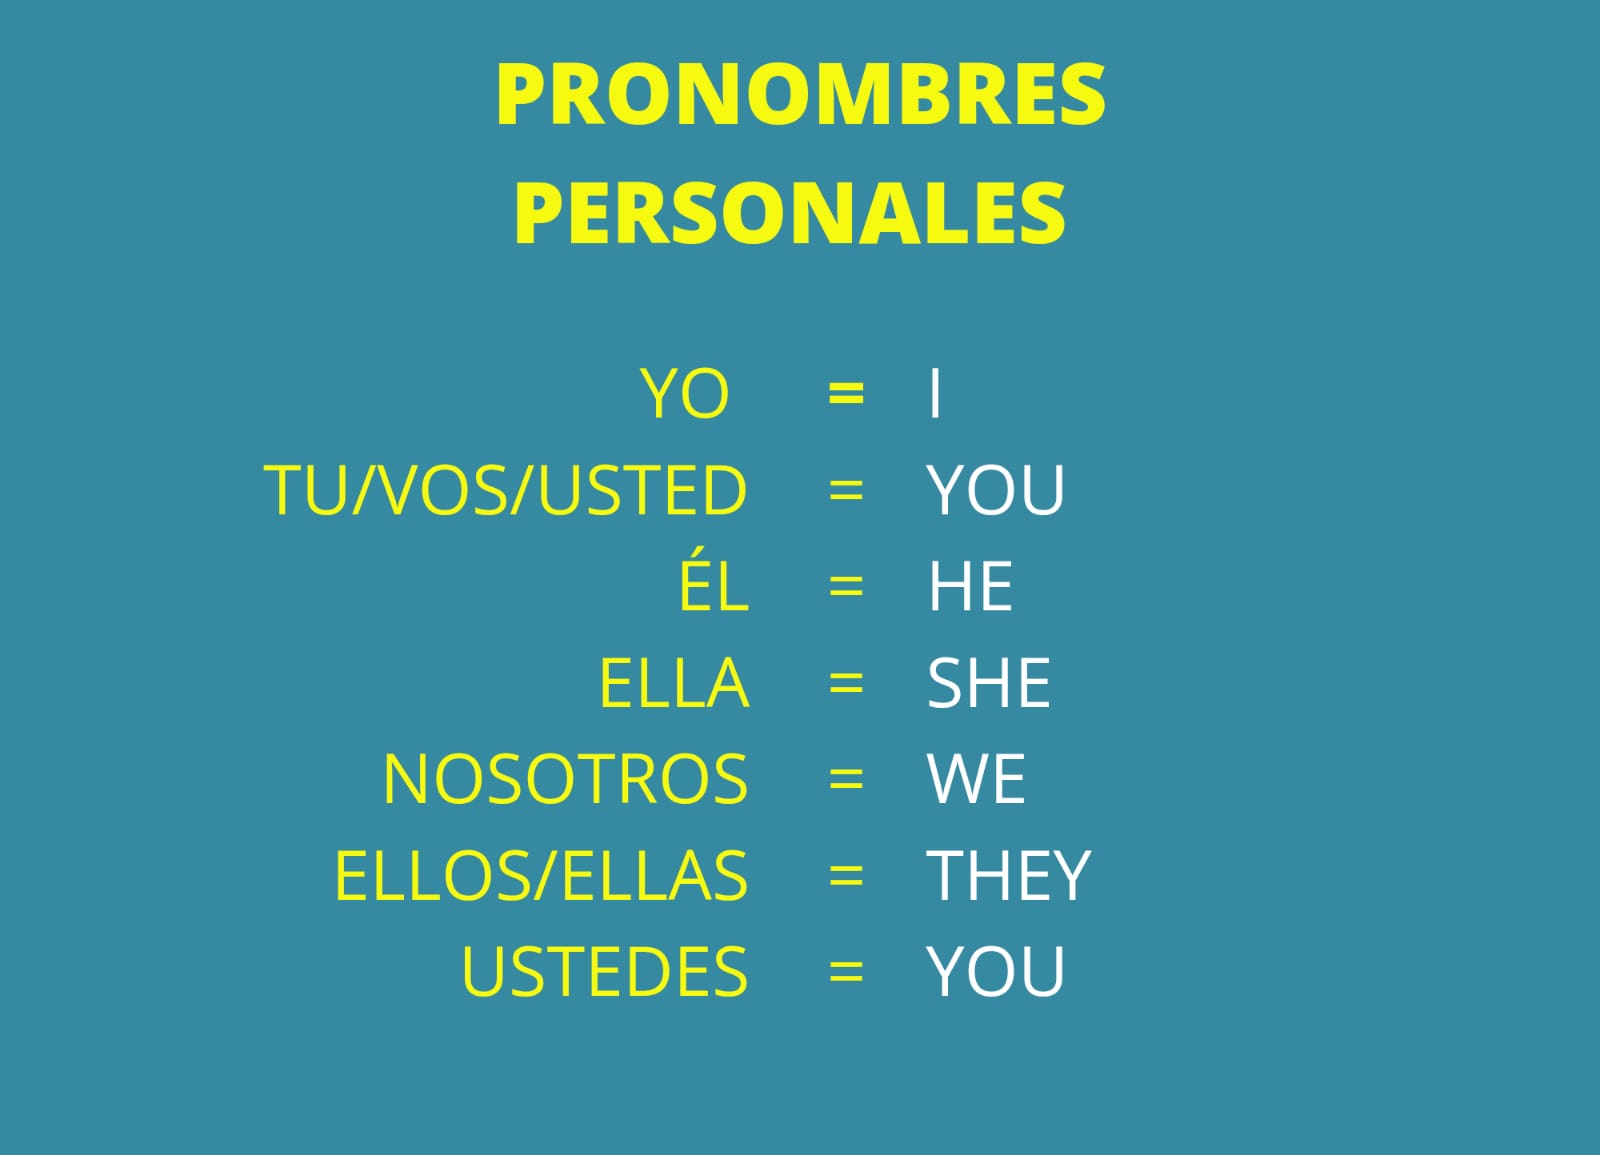 PRONOMBRES
PERSONALES
YO = I
TU/VOS/USTED = YOU
ÉL = HE
ELLA = SHE
NOSOTROS = WE
ELLOS/ELLAS = THEY
USTEDES = YOU